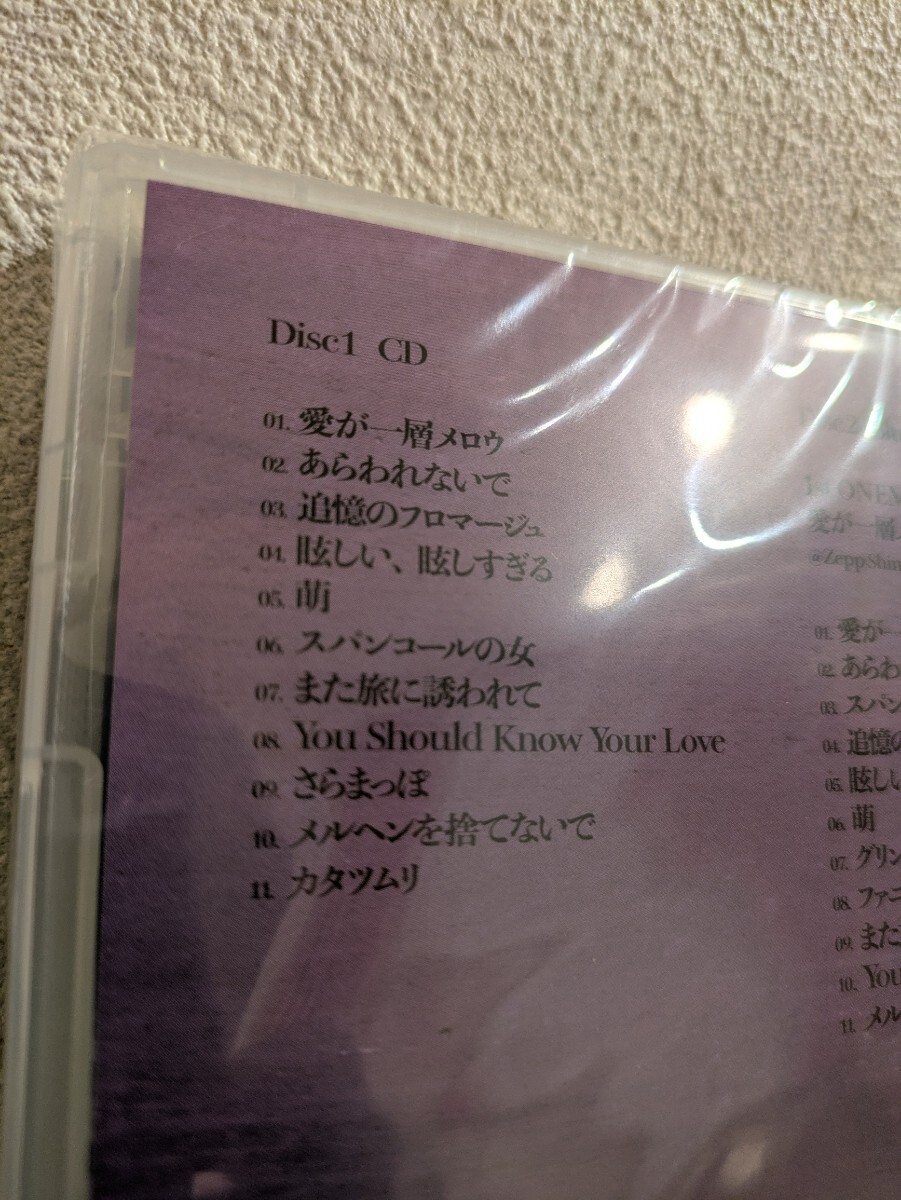 Disc1 CD
01. 愛が一層メロウ
02. あらわれないで
03. 追憶のフロマージュ
04. 眩しい、眩しすぎる
05. 萌
06. スパンコールの女
07. また旅に誘われて
08. You Should Know Your Love
09. さらまっぽ
10. メルヘンを捨てないで
11. カタツムリ
愛が一層
@Zepp Shin
01. 愛が一
02. あらわ
03. スパン
04. 追憶の
05. 眩しい
06. 萌
07. グリン
08. ファニ
09. また
10. You
11. メル